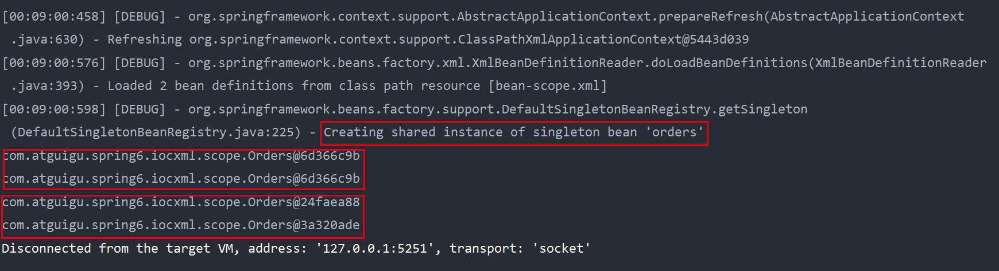 [00:09:00:458] [DEBUG] - org.springframework.context.support.AbstractApplicationContext.prepareRefresh(AbstractApplicationContext
.java:630) - Refreshing org.springframework.context.support.ClassPathXmlApplicationContext@5443d039
[00:09:00:576] [DEBUG] - org.springframework.beans.factory.xml.XmlBeanDefinitionReader.doLoadBeanDefinitions(XmlBeanDefinitionReader
.java:393) - Loaded 2 bean definitions from class path resource [bean-scope.xml]
[00:09:00:598] [DEBUG] - org.springframework.beans.factory.support.DefaultSingletonBeanRegistry.getSingleton
(DefaultSingletonBeanRegistry.java:225) - Creating shared instance of singleton bean 'orders'
com.atguigu.spring6.iocxml.scope.Orders@6d366c9b
com.atguigu.spring6.iocxml.scope.Orders@6d366c9b
com.atguigu.spring6.iocxml.scope.Orders@24faea88
com.atguigu.spring6.iocxml.scope.Orders@3a320ade
Disconnected from the target VM, address: '127.0.0.1:5251', transport: 'socket'